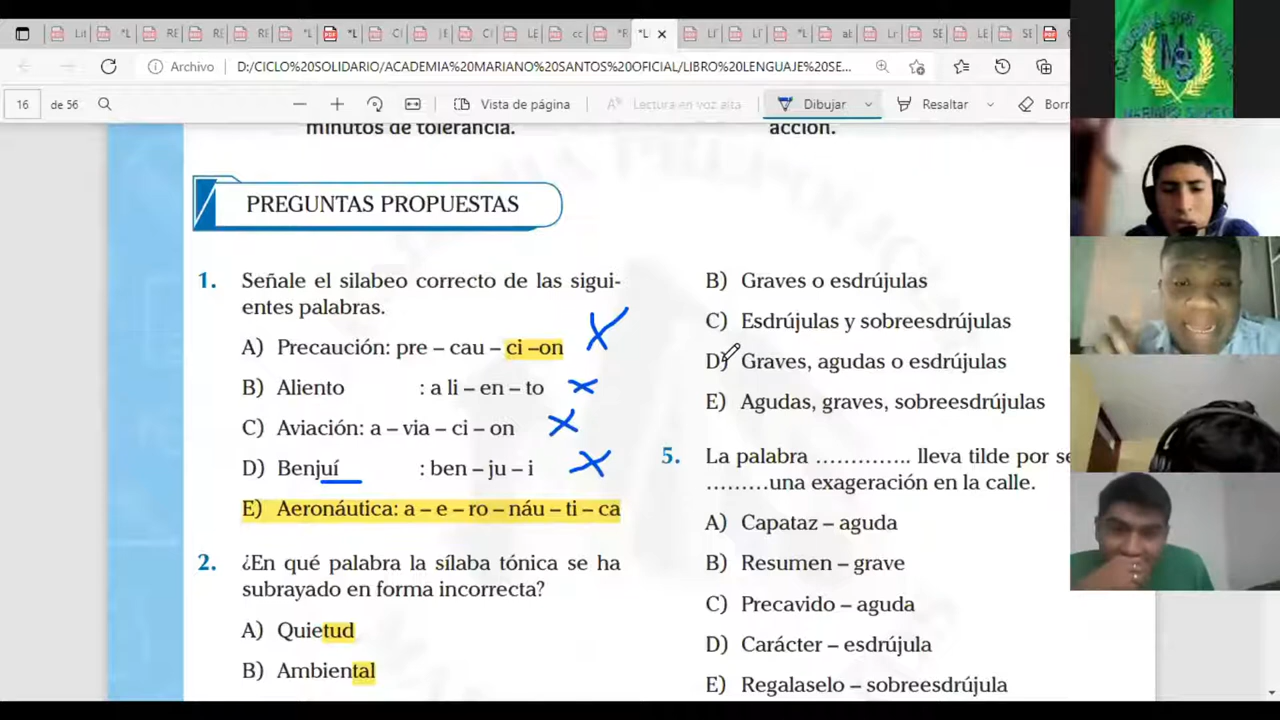 Archivo
D:/CICLO%20SOLIDARIO/ACADEMIA%20MARIANO%20SANTOS%20OFICIAL/LIBRO%20LENGUAJE%20SE...
16 de 56
Vista de página
Lectura en voz alta
Dibujar
Resaltar
Borr
minutos de tolerancia.
acción.
PREGUNTAS PROPUESTAS
1. Señale el silabeo correcto de las sigui-
entes palabras.
A) Precaución: pre – cau – ci –on
B) Aliento : a li – en – to
C) Aviación: a – via – ci – on
D) Benjuí : ben – ju – i
E) Aeronáutica: a – e – ro – náu – ti – ca
2. ¿En qué palabra la sílaba tónica se ha
subrayado en forma incorrecta?
A) Quietud
B) Ambiental
B) Graves o esdrújulas
C) Esdrújulas y sobreesdrújulas
D) Graves, agudas o esdrújulas
E) Agudas, graves, sobreesdrújulas
5. La palabra .............. lleva tilde por se
.........una exageración en la calle.
A) Capataz – aguda
B) Resumen – grave
C) Precavido – aguda
D) Carácter – esdrújula
E) Regalaselo – sobreesdrújula